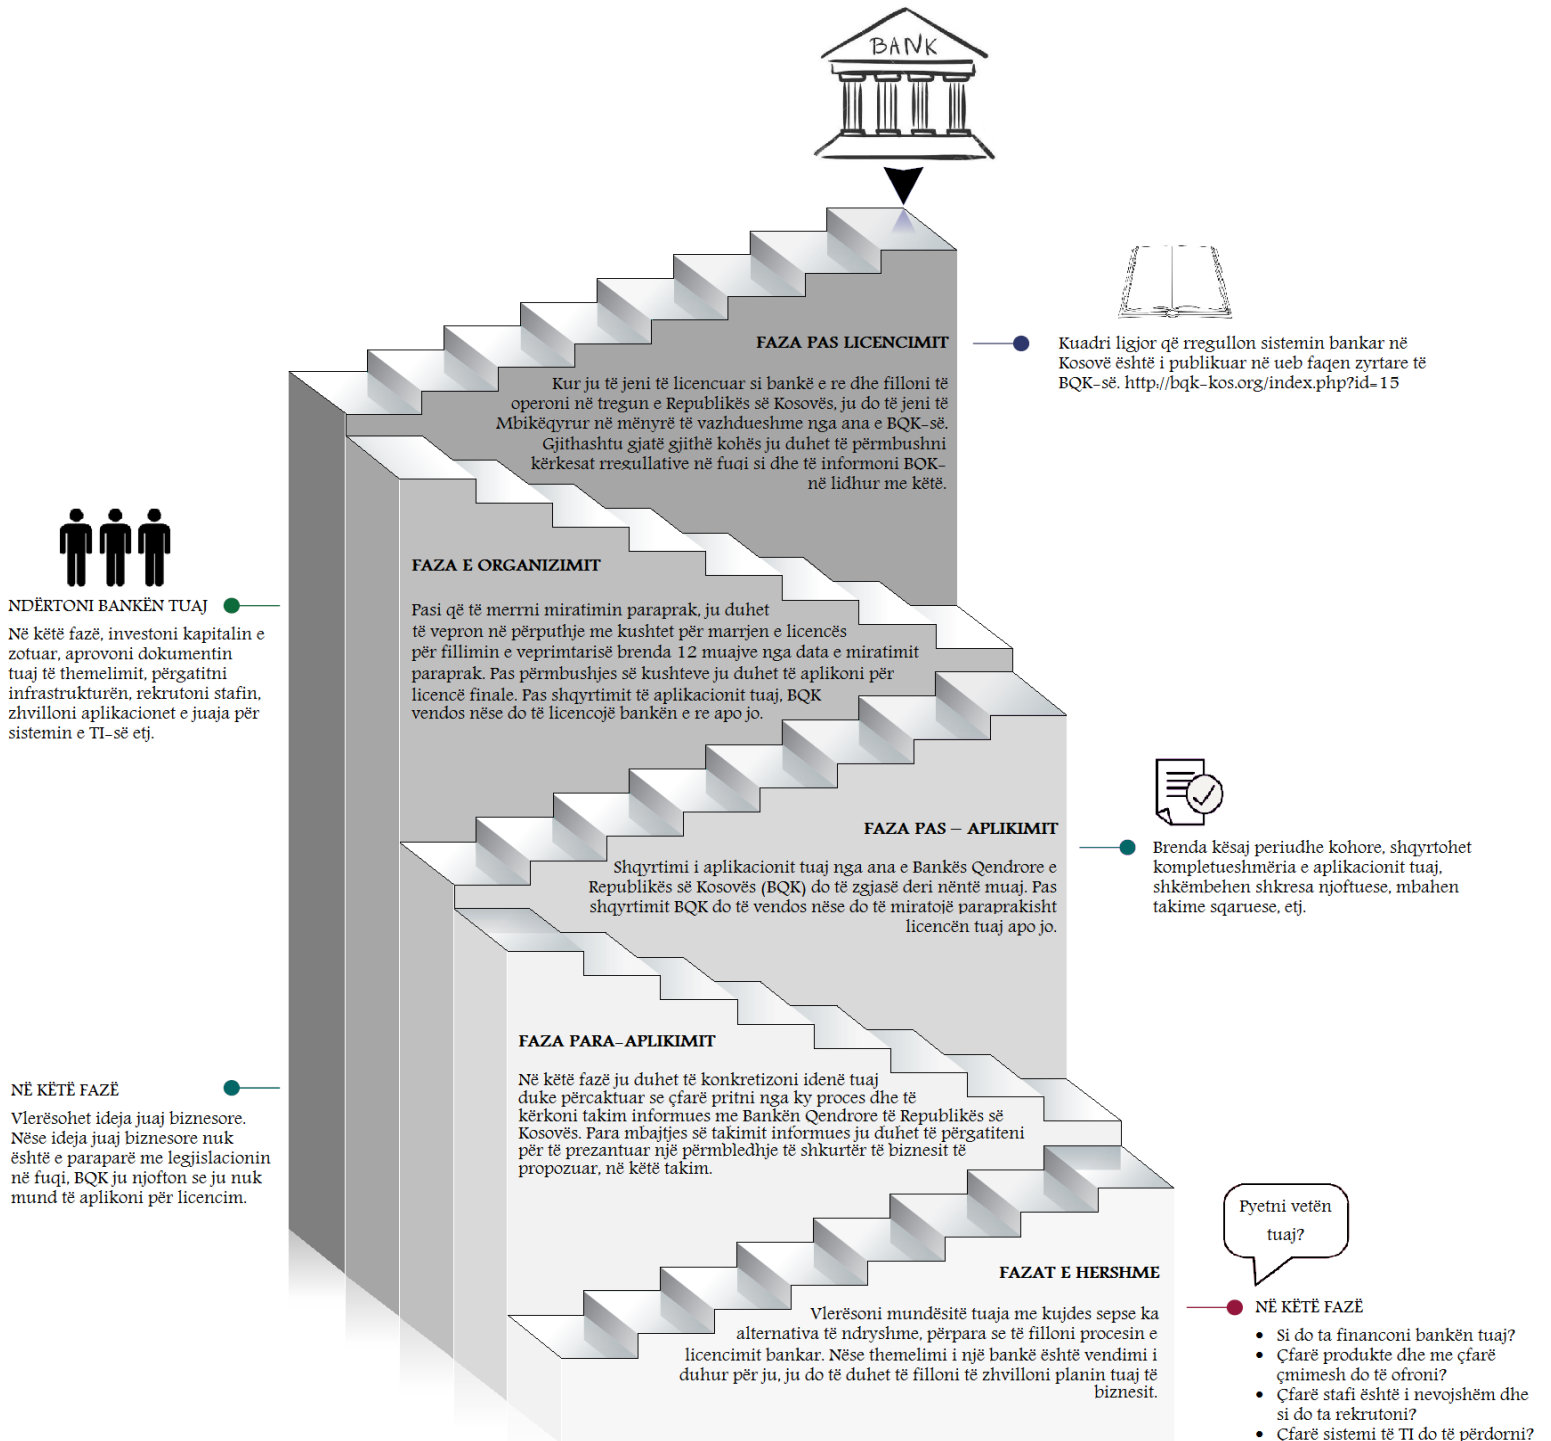 BANK
FAZA PAS LICENCIMIT
Kur ju të jeni të licencuar si bankë e re dhe filloni të
operoni në tregun e Republikës së Kosovës, ju do të jeni të
Mbikëqyrur në mënyrë të vazhdueshme nga ana e BQK-së.
Gjithashtu gjatë gjithë kohës ju duhet të përmbushni
kërkesat rregullative në fuqi si dhe të informoni BQK-
në lidhur me këtë.
Kuadri ligjor që rregullon sistemin bankar në
Kosovë është i publikuar në ueb faqen zyrtare të
BQK-së. http://bqk-kos.org/index.php?id=15
FAZA E ORGANIZIMIT
Pasi që të merrni miratimin paraprak, ju duhet
të vepron në përputhje me kushtet për marrjen e licencës
për fillimin e veprimtarisë brenda 12 muajve nga data e miratimit
paraprak. Pas përmbushjes së kushteve ju duhet të aplikoni për
licencë finale. Pas shqyrtimit të aplikacionit tuaj, BQK
vendos nëse do të licencojë bankën e re apo jo.
NDËRTONI BANKËN TUAJ
Në këtë fazë, investoni kapitalin e
zotuar, aprovoni dokumentin
tuaj të themelimit, përgatitni
infrastrukturën, rekrutoni stafin,
zhvilloni aplikacionet e juaja për
sistemin e TI-së etj.
FAZA PAS – APLIKIMIT
Shqyrtimi i aplikacionit tuaj nga ana e Bankës Qendrore e
Republikës së Kosovës (BQK) do të zgjasë deri nëntë muaj. Pas
shqyrtimit BQK do të vendos nëse do të miratojë paraprakisht
licencën tuaj apo jo.
Brenda kësaj periudhe kohore, shqyrtohet
kompletueshmëria e aplikacionit tuaj,
shkëmbehen shkresa njoftuese, mbahen
takime sqaruese, etj.
FAZA PARA-APLIKIMIT
Në këtë fazë ju duhet të konkretizoni idenë tuaj
duke përcaktuar se çfarë pritni nga ky proces dhe të
kërkoni takim informues me Bankën Qendrore të Republikës së
Kosovës. Para mbajtjes së takimit informues ju duhet të përgatiteni
për të prezantuar një përmbledhje të shkurtër të biznesit të
propozuar, në këtë takim.
NË KËTË FAZË
Vlerësohet ideja juaj biznesore.
Nëse ideja juaj biznesore nuk
është e paraparë me legjislacionin
në fuqi, BQK ju njofton se ju nuk
mund të aplikoni për licencim.
FAZAT E HERSHME
Vlerësoni mundësitë tuaja me kujdes sepse ka
alternativa të ndryshme, përpara se të filloni procesin e
licencimit bankar. Nëse themelimi i një bankë është vendimi i
duhur për ju, ju do të duhet të filloni të zhvilloni planin tuaj të
biznesit.
Pyetni vetën
tuaj?
NË KËTË FAZË
• Si do ta financoni bankën tuaj?
• Çfarë produkte dhe me çfarë
çmimesh do të ofroni?
• Çfarë stafi është i nevojshëm dhe
si do ta rekrutoni?
• Çfarë sistemi të TI do të përdorni?